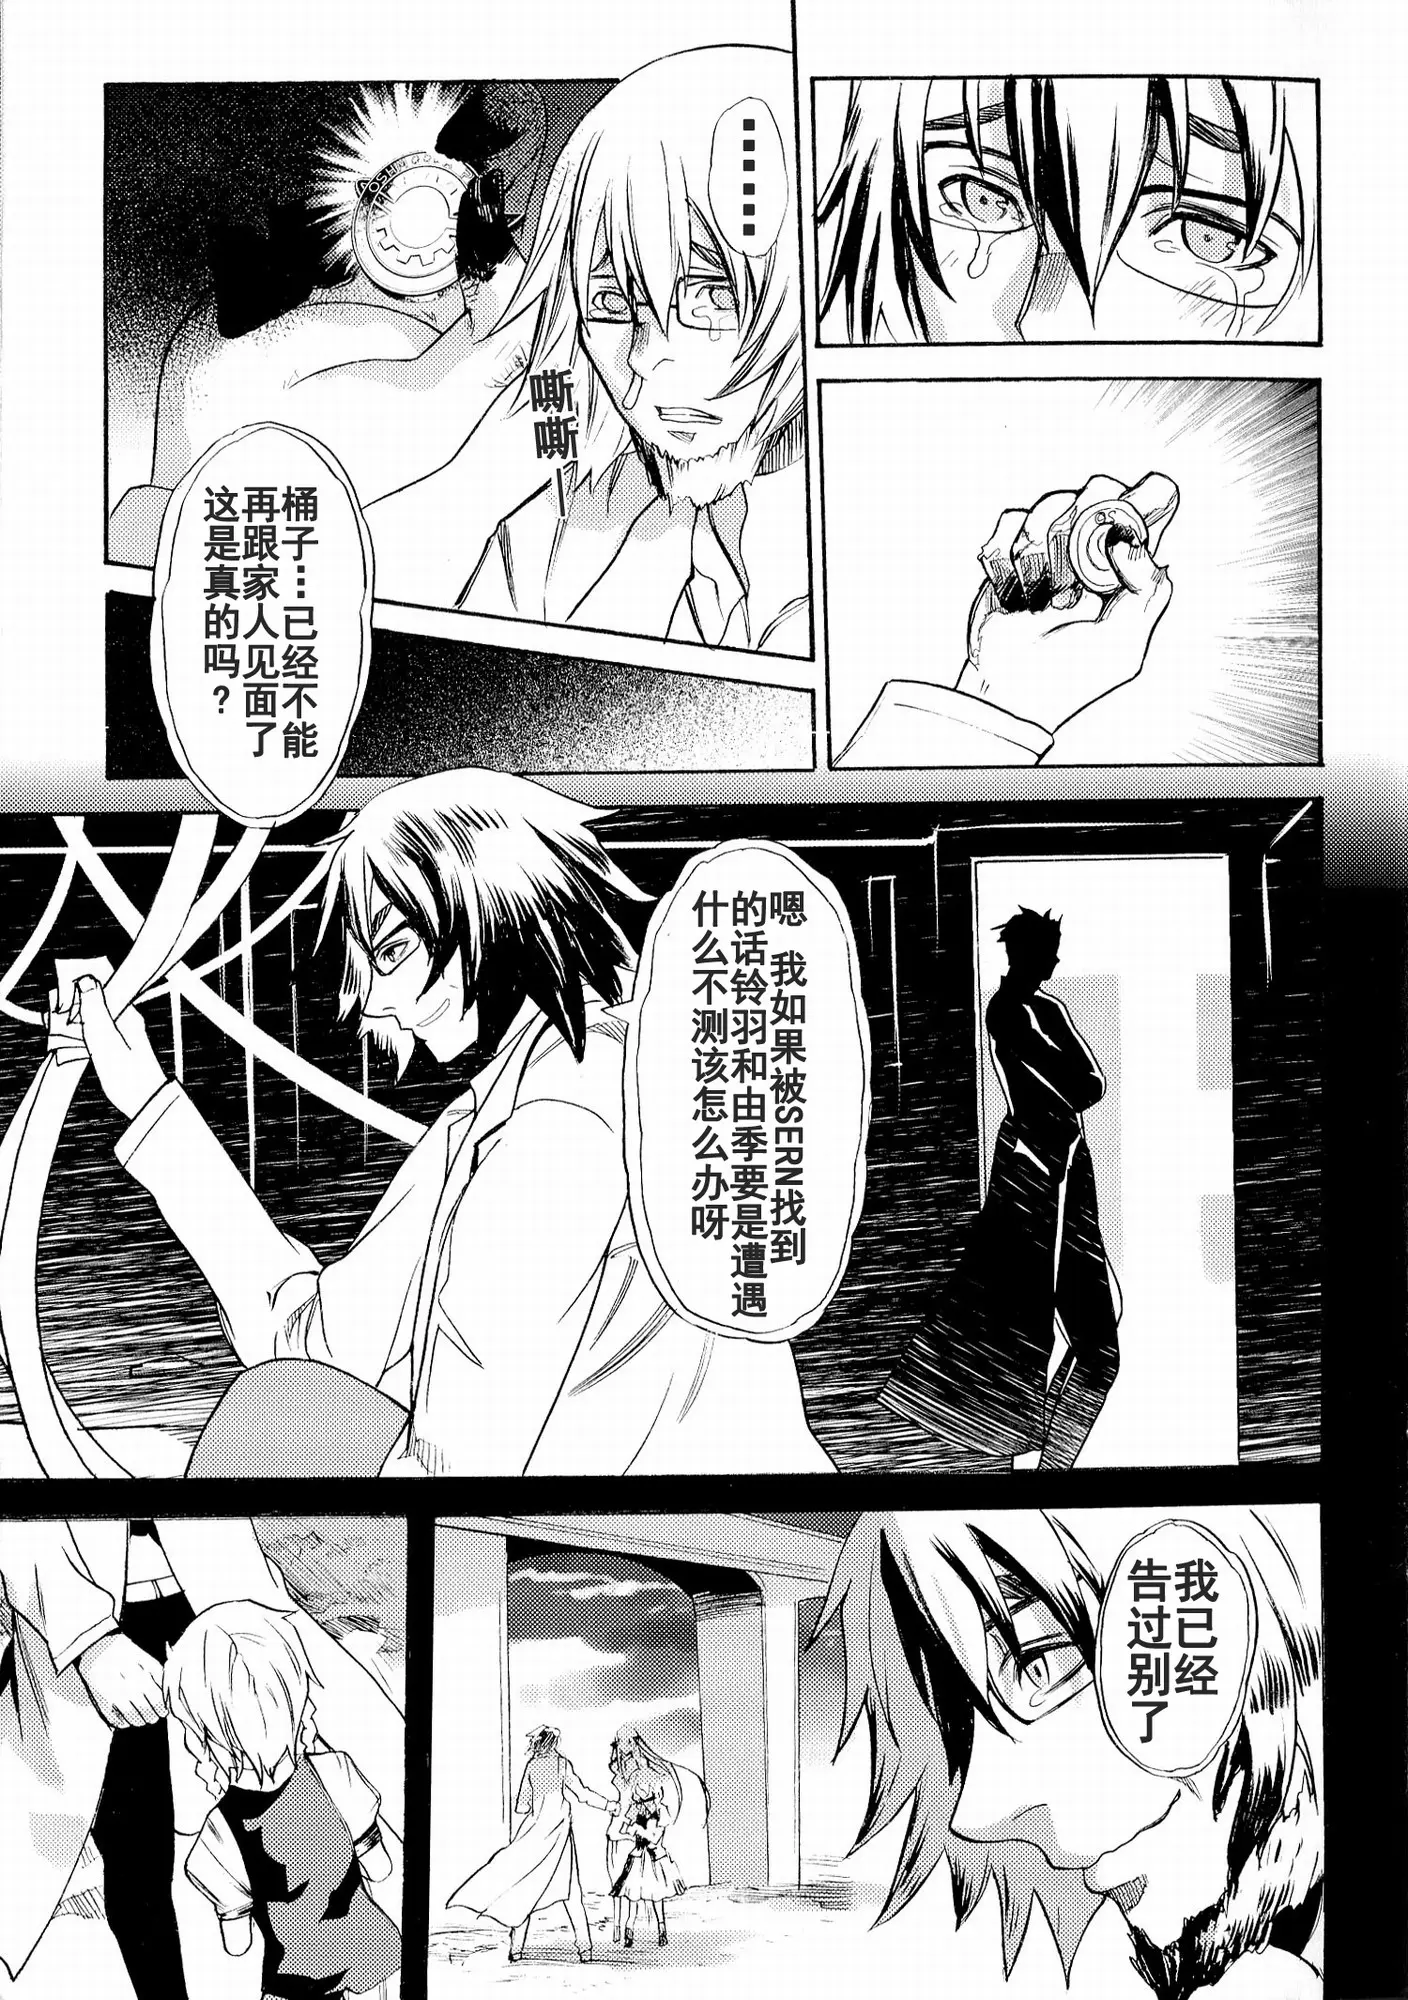 OSHMOOPM
OS
……
嘶
嘶
—
桶子…已经不能
再跟家人见面了
这是真的吗？
嗯 我如果被SERN找到
的话铃羽和由季要是遭遇
什么不测该怎么办呀
我已经
告过别了